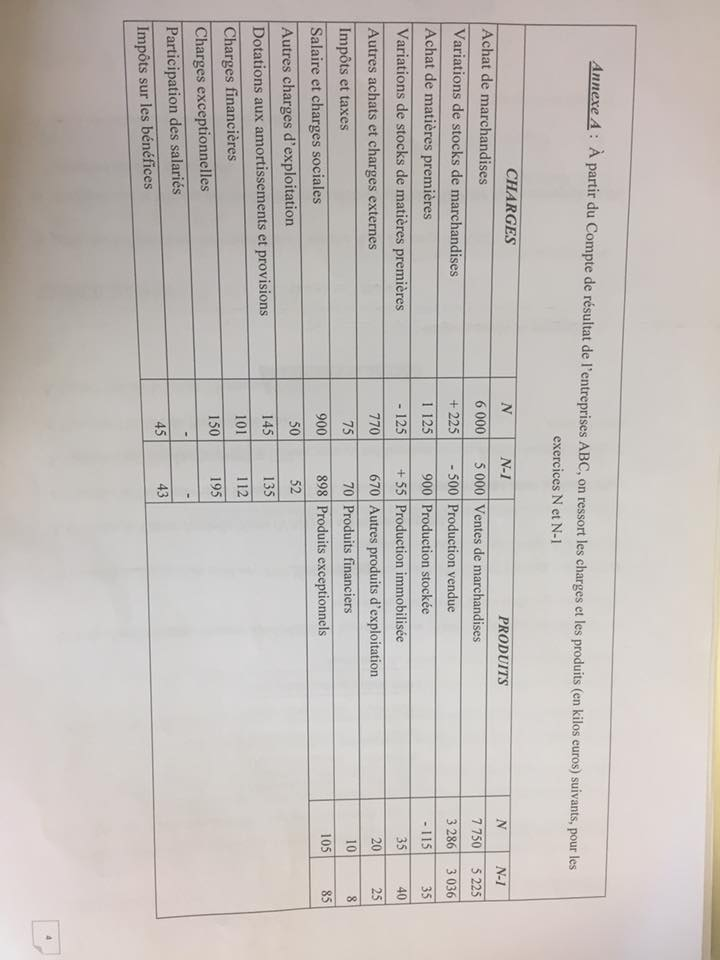 Annexe A : À partir du Compte de résultat de l'entreprises ABC, on ressort les charges et les produits (en kilos euros) suivants, pour les
exercices N et N-1
CHARGES N N-1 PRODUITS N N-1
Achat de marchandises 6 000 5 000 Ventes de marchandises 7 750 5 225
Variations de stocks de marchandises + 225 - 500 Production vendue 3 286 3 036
Achat de matières premières 1 125 900 Production stockée - 115 35
Variations de stocks de matières premières - 125 + 55 Production immobilisée 35 40
Autres achats et charges externes 770 670 Autres produits d'exploitation 20 25
Impôts et taxes 75 70 Produits financiers 10 8
Salaire et charges sociales 900 898 Produits exceptionnels 105 85
Autres charges d'exploitation 50 52
Dotations aux amortissements et provisions 145 135
Charges financières 101 112
Charges exceptionnelles 150 195
Participation des salariés - -
Impôts sur les bénéfices 45 43
4